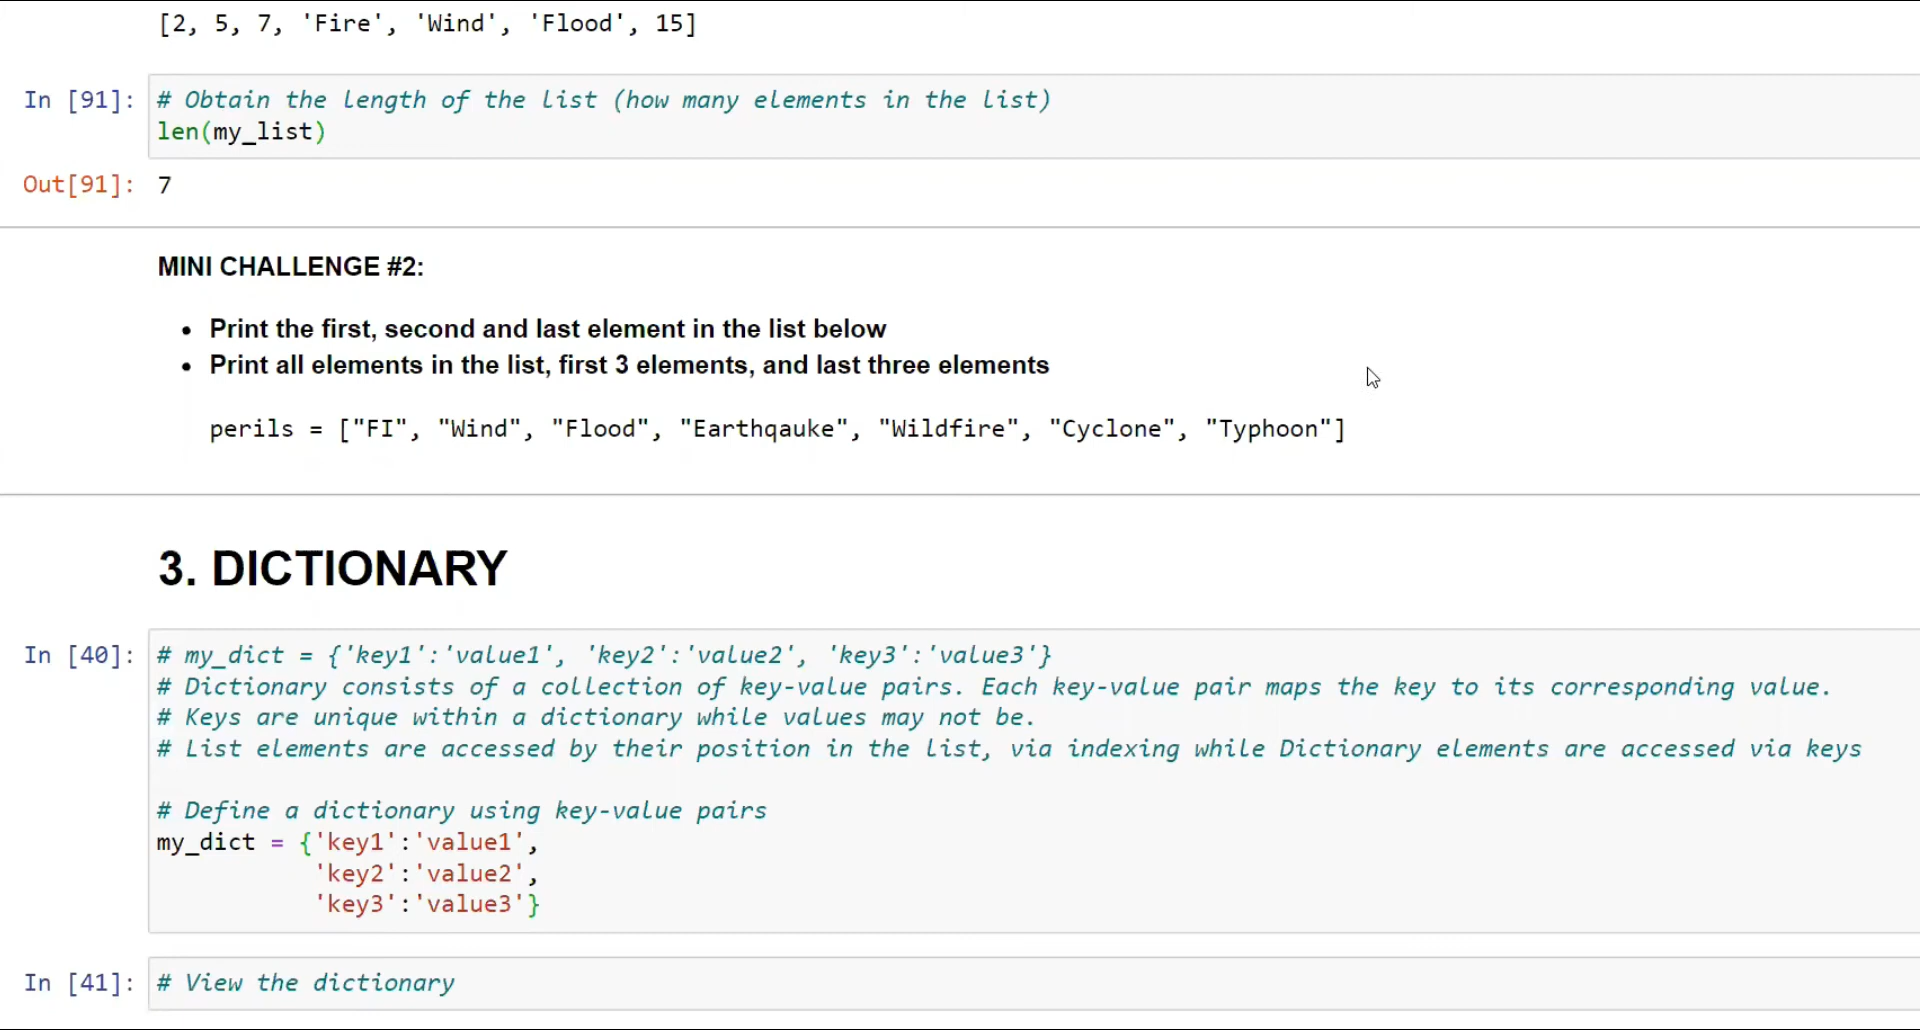 [2, 5, 7, 'Fire', 'Wind', 'Flood', 15]
In [91]: # Obtain the length of the list (how many elements in the list)
len(my_list)
Out[91]: 7
MINI CHALLENGE #2:
• Print the first, second and last element in the list below
• Print all elements in the list, first 3 elements, and last three elements
perils = ["FI", "Wind", "Flood", "Earthqauke", "Wildfire", "Cyclone", "Typhoon"]
3. DICTIONARY
In [40]: # my_dict = {'key1':'value1', 'key2':'value2', 'key3':'value3'}
# Dictionary consists of a collection of key-value pairs. Each key-value pair maps the key to its corresponding value.
# Keys are unique within a dictionary while values may not be.
# List elements are accessed by their position in the list, via indexing while Dictionary elements are accessed via keys
# Define a dictionary using key-value pairs
my_dict = {'key1':'value1',
'key2':'value2',
'key3':'value3'}
In [41]: # View the dictionary